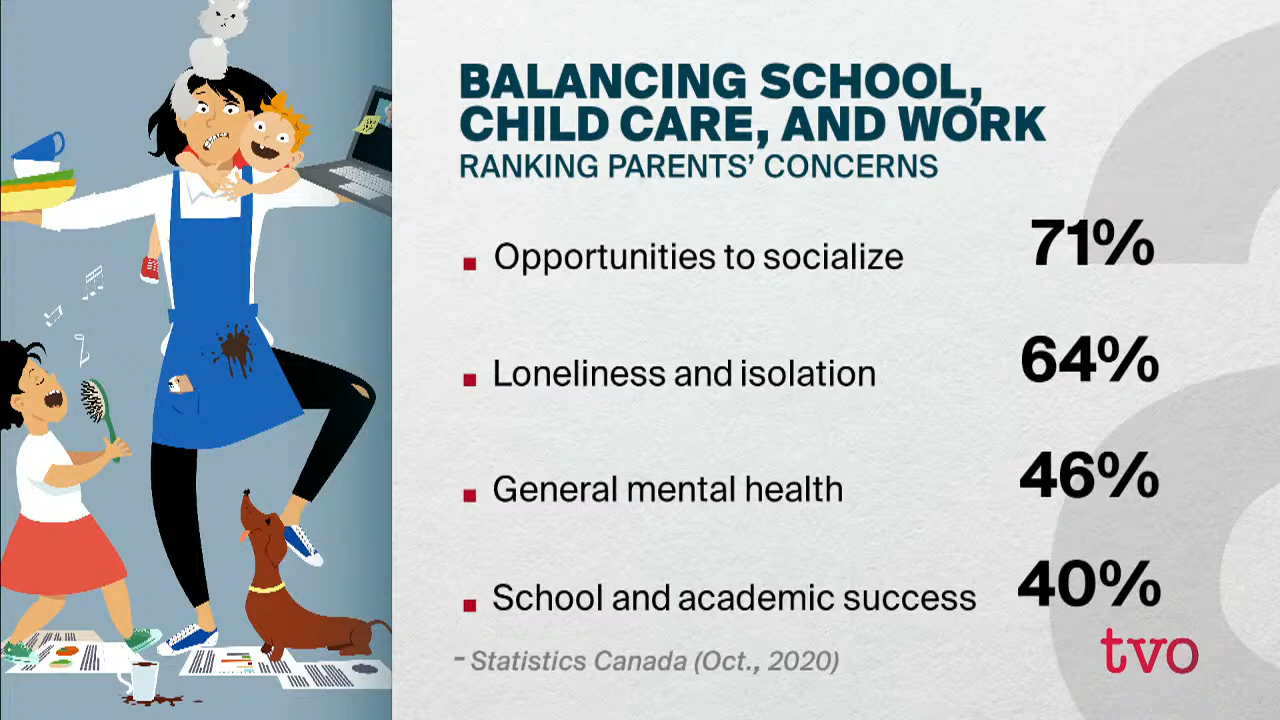 BALANCING SCHOOL,
CHILD CARE, AND WORK
RANKING PARENTS’ CONCERNS
Opportunities to socialize 71%
Loneliness and isolation 64%
General mental health 46%
School and academic success 40%
- Statistics Canada (Oct., 2020)
tvo